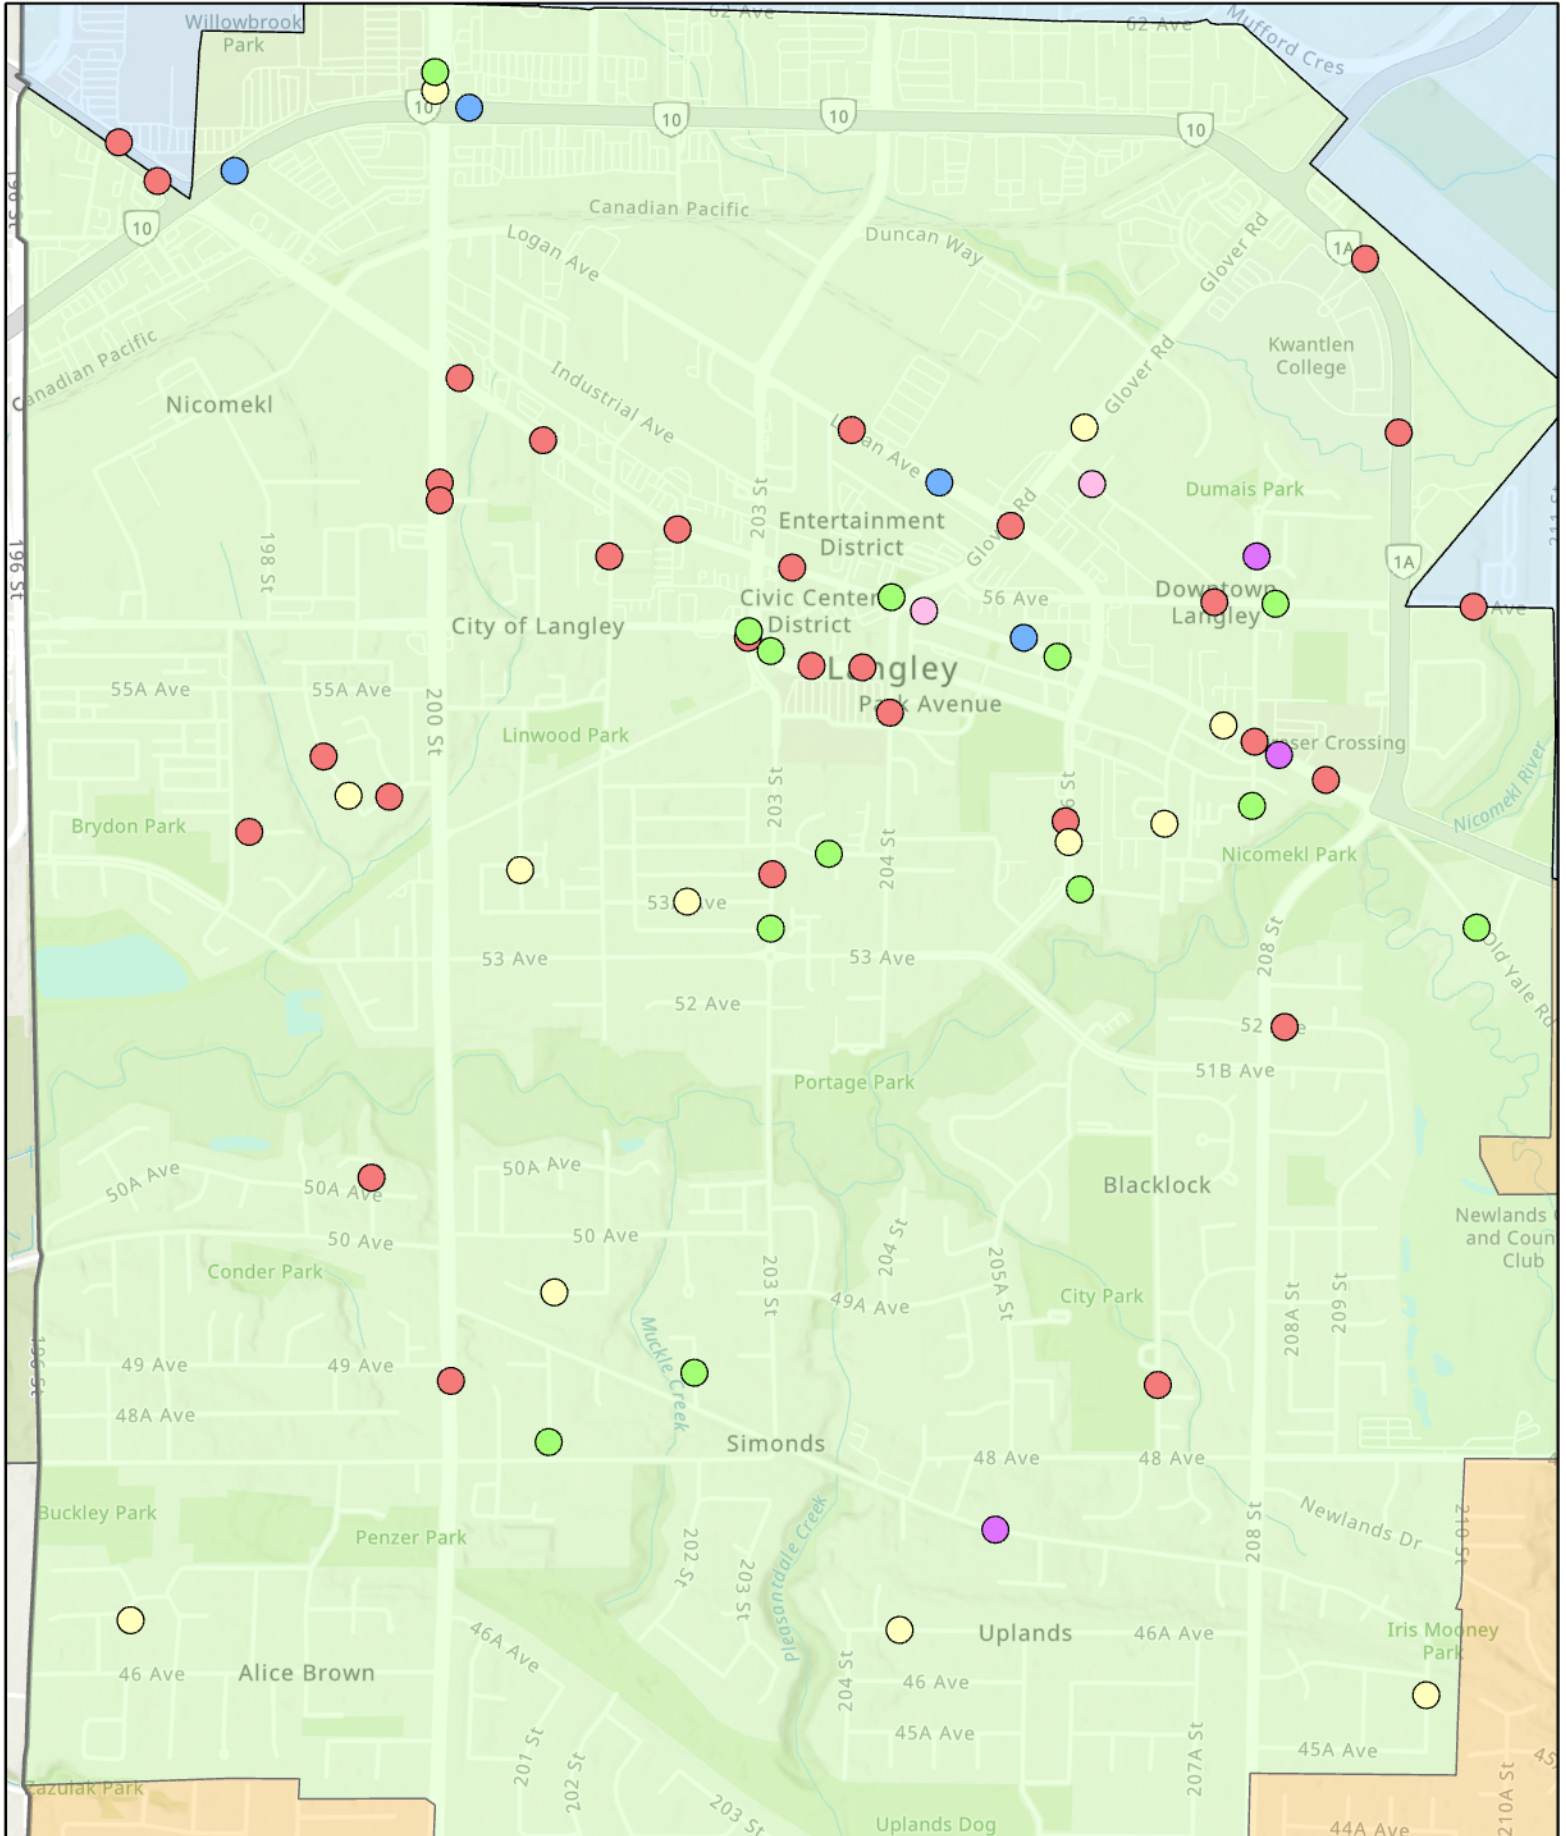 62 Ave
62 Ave
Mufford Cres
Willowbrook
Park
10
10
10
10
10
196 St
Canadian Pacific
Logan Ave
Duncan Way
Glover Rd
1A
Kwantlen
College
Canadian Pacific
Nicomekl
Industrial Ave
Glover Rd
203 St
Dumais Park
Entertainment
District
198 St
196 St
1A
Civic Center
District
56 Ave
Downtown
Langley
City of Langley
Langley
Park Avenue
55A Ave
55A Ave
200 St
Linwood Park
Nicomekl River
Brydon Park
203 St
204 St
Nicomekl Park
53 Ave
53 Ave
208 St
Old Yale Rd
52 Ave
51B Ave
Portage Park
50A Ave
50A Ave
50A Ave
Blacklock
Newlands
and Coun
Club
50 Ave
50 Ave
Conder Park
203 St
204 St
205A St
City Park
208A St
209 St
49A Ave
Muckle Creek
49 Ave
49 Ave
196 St
48A Ave
Simonds
48 Ave
48 Ave
Buckley Park
Penzer Park
Newlands Dr
208 St
210 St
202 St
203 St
Pleasantdale Creek
46A Ave
Uplands
46A Ave
Iris Mooney
Park
46 Ave
Alice Brown
204 St
46 Ave
45A Ave
45A Ave
201 St
202 St
207A St
Zazulak Park
203 St
Uplands Dog
44A Ave
210A St